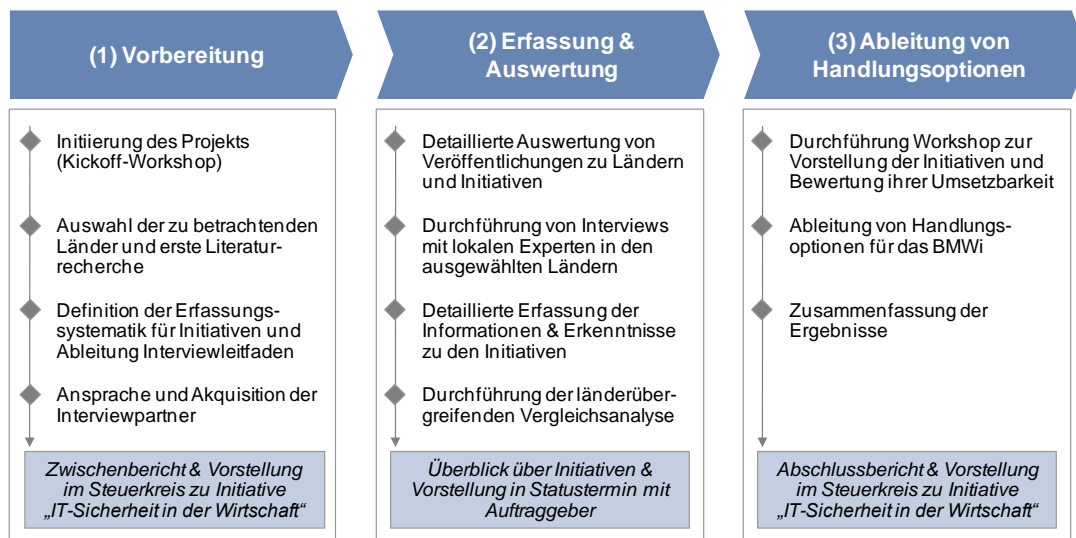 (1) Vorbereitung
Initiierung des Projekts
(Kickoff-Workshop)
Auswahl der zu betrachtenden
Länder und erste Literatur-
recherche
Definition der Erfassungs-
systematik für Initiativen und
Ableitung Interviewleitfaden
Ansprache und Akquisition der
Interviewpartner
Zwischenbericht & Vorstellung
im Steuerkreis zu Initiative
„IT-Sicherheit in der Wirtschaft“
(2) Erfassung &
Auswertung
Detaillierte Auswertung von
Veröffentlichungen zu Ländern
und Initiativen
Durchführung von Interviews
mit lokalen Experten in den
ausgewählten Ländern
Detaillierte Erfassung der
Informationen & Erkenntnisse
zu den Initiativen
Durchführung der länderüber-
greifenden Vergleichsanalyse
Überblick über Initiativen &
Vorstellung in Statustermin mit
Auftraggeber
(3) Ableitung von
Handlungsoptionen
Durchführung Workshop zur
Vorstellung der Initiativen und
Bewertung ihrer Umsetzbarkeit
Ableitung von Handlungs-
optionen für das BMWi
Zusammenfassung der
Ergebnisse
Abschlussbericht & Vorstellung
im Steuerkreis zu Initiative
„IT-Sicherheit in der Wirtschaft“